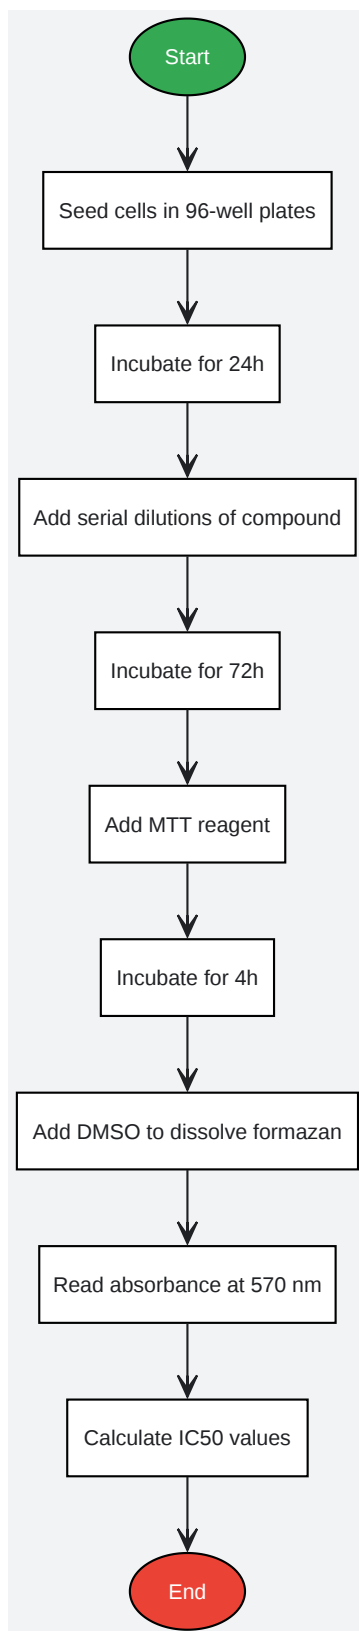 Start
Seed cells in 96-well plates
Incubate for 24h
Add serial dilutions of compound
Incubate for 72h
Add MTT reagent
Incubate for 4h
Add DMSO to dissolve formazan
Read absorbance at 570 nm
Calculate IC50 values
End